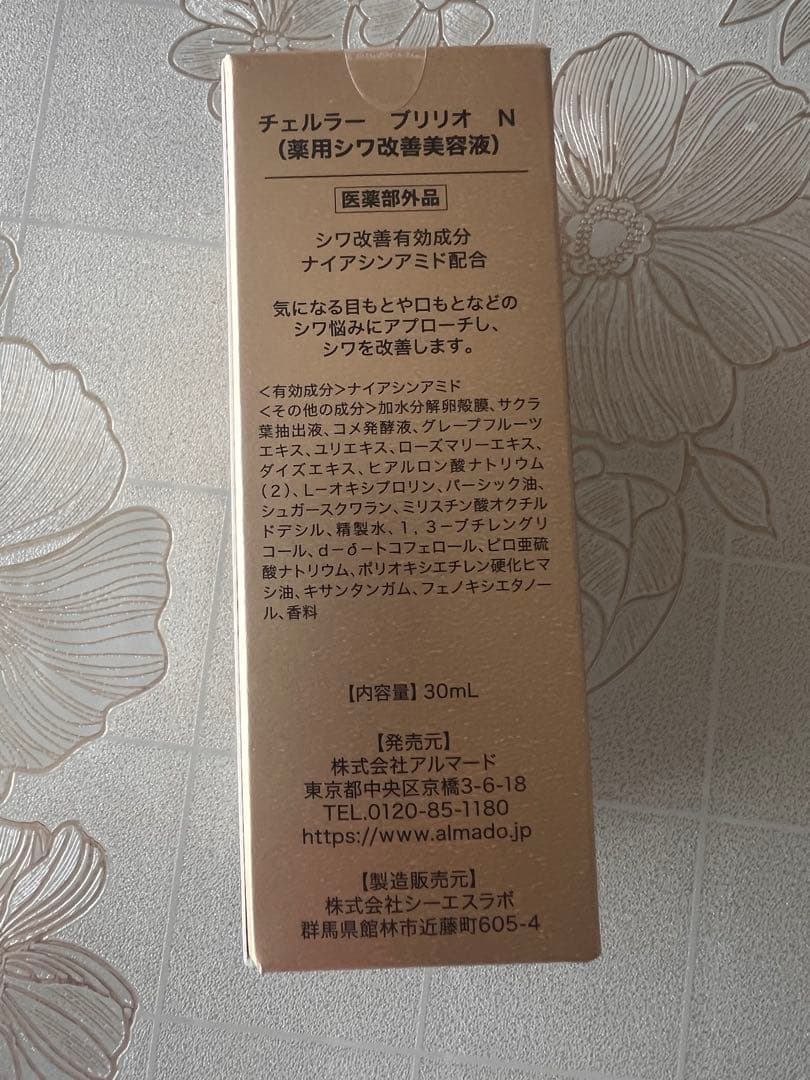 チェルラー　ブリリオ　N
（薬用シワ改善美容液）
医薬部外品
シワ改善有効成分
ナイアシンアミド配合
気になる目もとや口もとなどの
シワ悩みにアプローチし、
シワを改善します。
＜有効成分＞ナイアシンアミド
＜その他の成分＞加水分解卵殻膜、サクラ
葉抽出液、コメ発酵液、グレープフルーツ
エキス、ユリエキス、ローズマリーエキス、
ダイズエキス、ヒアルロン酸ナトリウム
（2）、L－オキシプロリン、パーシック油、
シュガースクワラン、ミリスチン酸オクチル
ドデシル、精製水、1，3－ブチレングリ
コール、d－δ－トコフェロール、ピロ亜硫
酸ナトリウム、ポリオキシエチレン硬化ヒマ
シ油、キサンタンガム、フェノキシエタノー
ル、香料
【内容量】30mL
【発売元】
株式会社アルマード
東京都中央区京橋3-6-18
TEL.0120-85-1180
https://www.almado.jp
【製造販売元】
株式会社シーエスラボ
群馬県館林市近藤町605-4